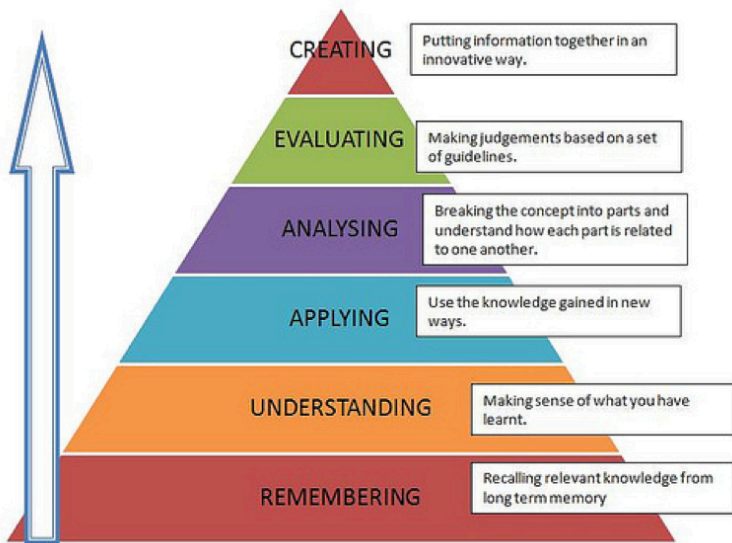 CREATING
Putting information together in an
innovative way.
EVALUATING
Making judgements based on a set
of guidelines.
ANALYSING
Breaking the concept into parts and
understand how each part is related
to one another.
APPLYING
Use the knowledge gained in new
ways.
UNDERSTANDING
Making sense of what you have
learnt.
REMEMBERING
Recalling relevant knowledge from
long term memory